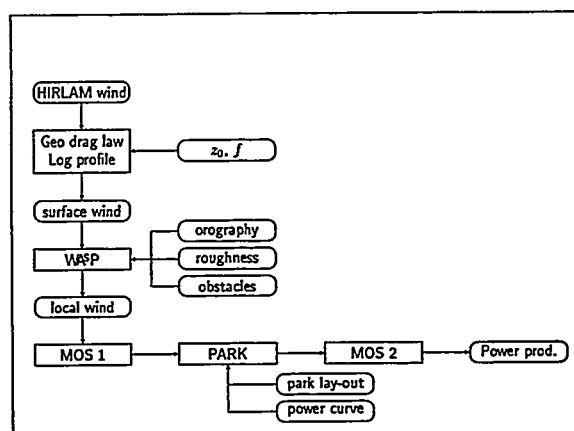 HIRLAM wind
Geo drag law
Log profile
z₀, f
surface wind
orography
WAsP
roughness
obstacles
local wind
MOS 1
PARK
MOS 2
Power prod.
park lay-out
power curve